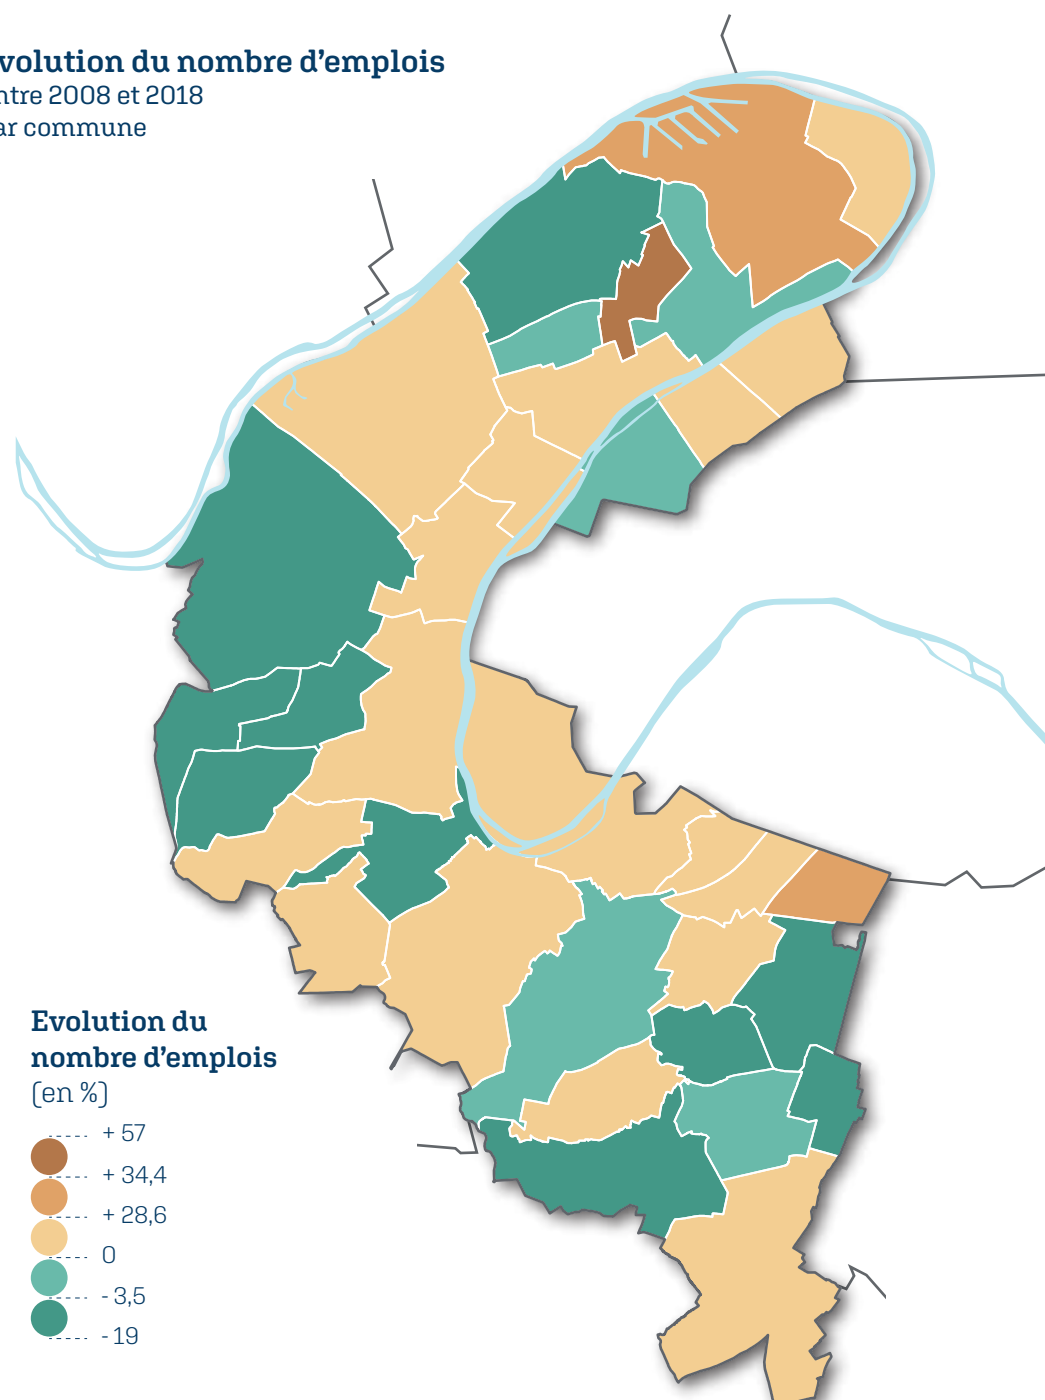 volution du nombre d'emplois
ntre 2008 et 2018
ar commune
Evolution du
nombre d'emplois
(en %)
+ 57
+ 34,4
+ 28,6
0
- 3,5
- 19